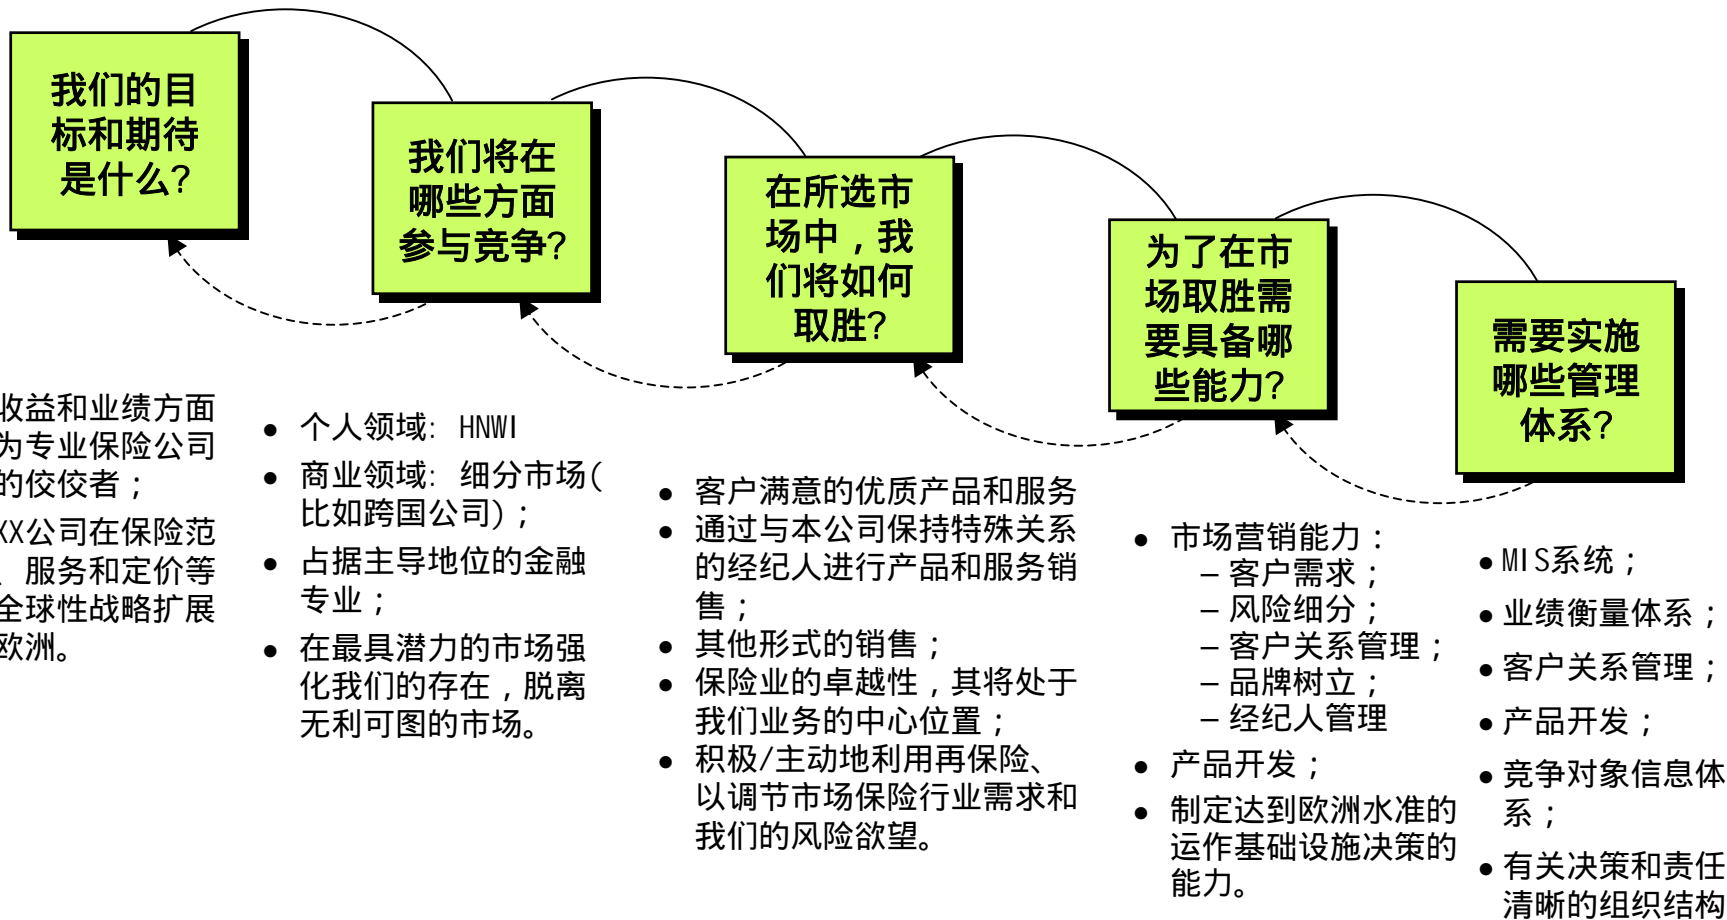 我们的目
标和期待
是什么?
我们将在
哪些方面
参与竞争?
在所选市
场中，我
们将如何
取胜?
为了在市
场取胜需
要具备哪
些能力?
需要实施
哪些管理
体系?
收益和业绩方面
为专业保险公司
的佼佼者；
XX公司在保险范
、服务和定价等
全球性战略扩展
欧洲。
● 个人领域: HNWI
● 商业领域: 细分市场(
比如跨国公司)；
● 占据主导地位的金融
专业；
● 在最具潜力的市场强
化我们的存在，脱离
无利可图的市场。
● 客户满意的优质产品和服务
● 通过与本公司保持特殊关系
的经纪人进行产品和服务销
售；
● 其他形式的销售；
● 保险业的卓越性，其将处于
我们业务的中心位置；
● 积极/主动地利用再保险、
以调节市场保险行业需求和
我们的风险欲望。
● 市场营销能力：
– 客户需求；
– 风险细分；
– 客户关系管理；
– 品牌树立；
– 经纪人管理
● 产品开发；
● 制定达到欧洲水准的
运作基础设施决策的
能力。
● MIS系统；
● 业绩衡量体系；
● 客户关系管理；
● 产品开发；
● 竞争对象信息体
系；
● 有关决策和责任
清晰的组织结构